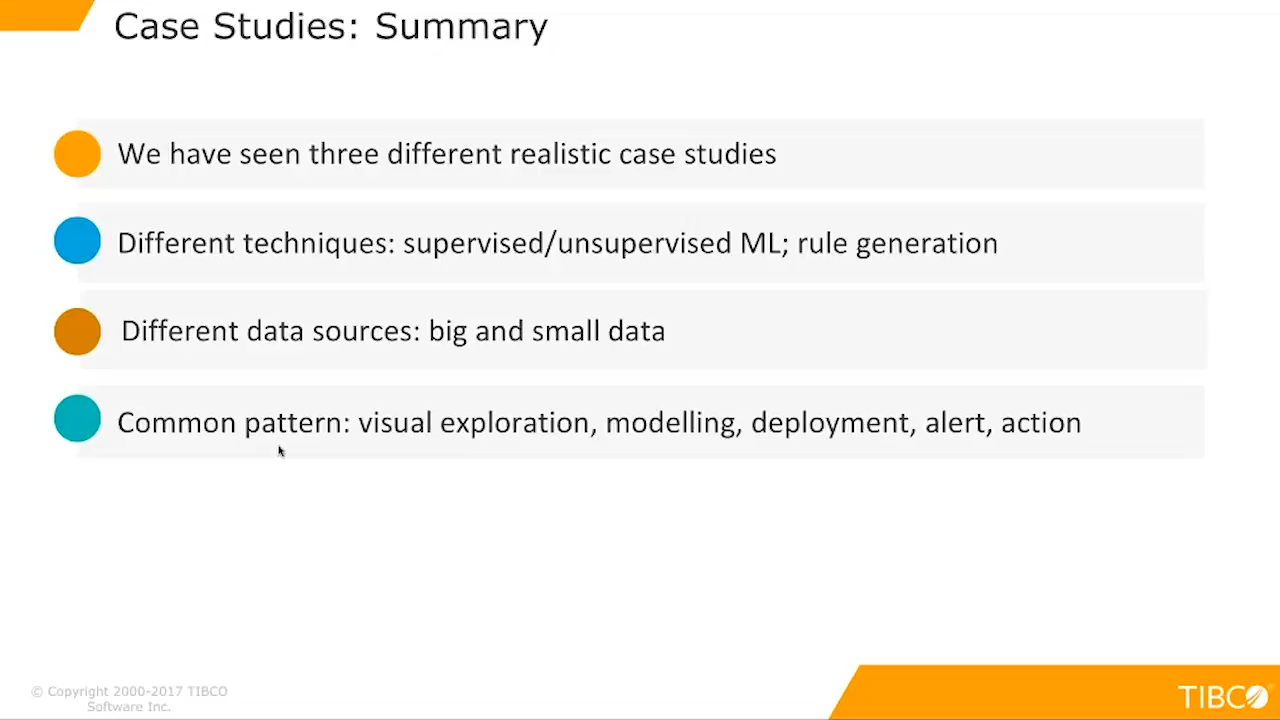 Case Studies: Summary
We have seen three different realistic case studies
Different techniques: supervised/unsupervised ML; rule generation
Different data sources: big and small data
Common pattern: visual exploration, modelling, deployment, alert, action
© Copyright 2000-2017 TIBCO
Software Inc.
TIBCO